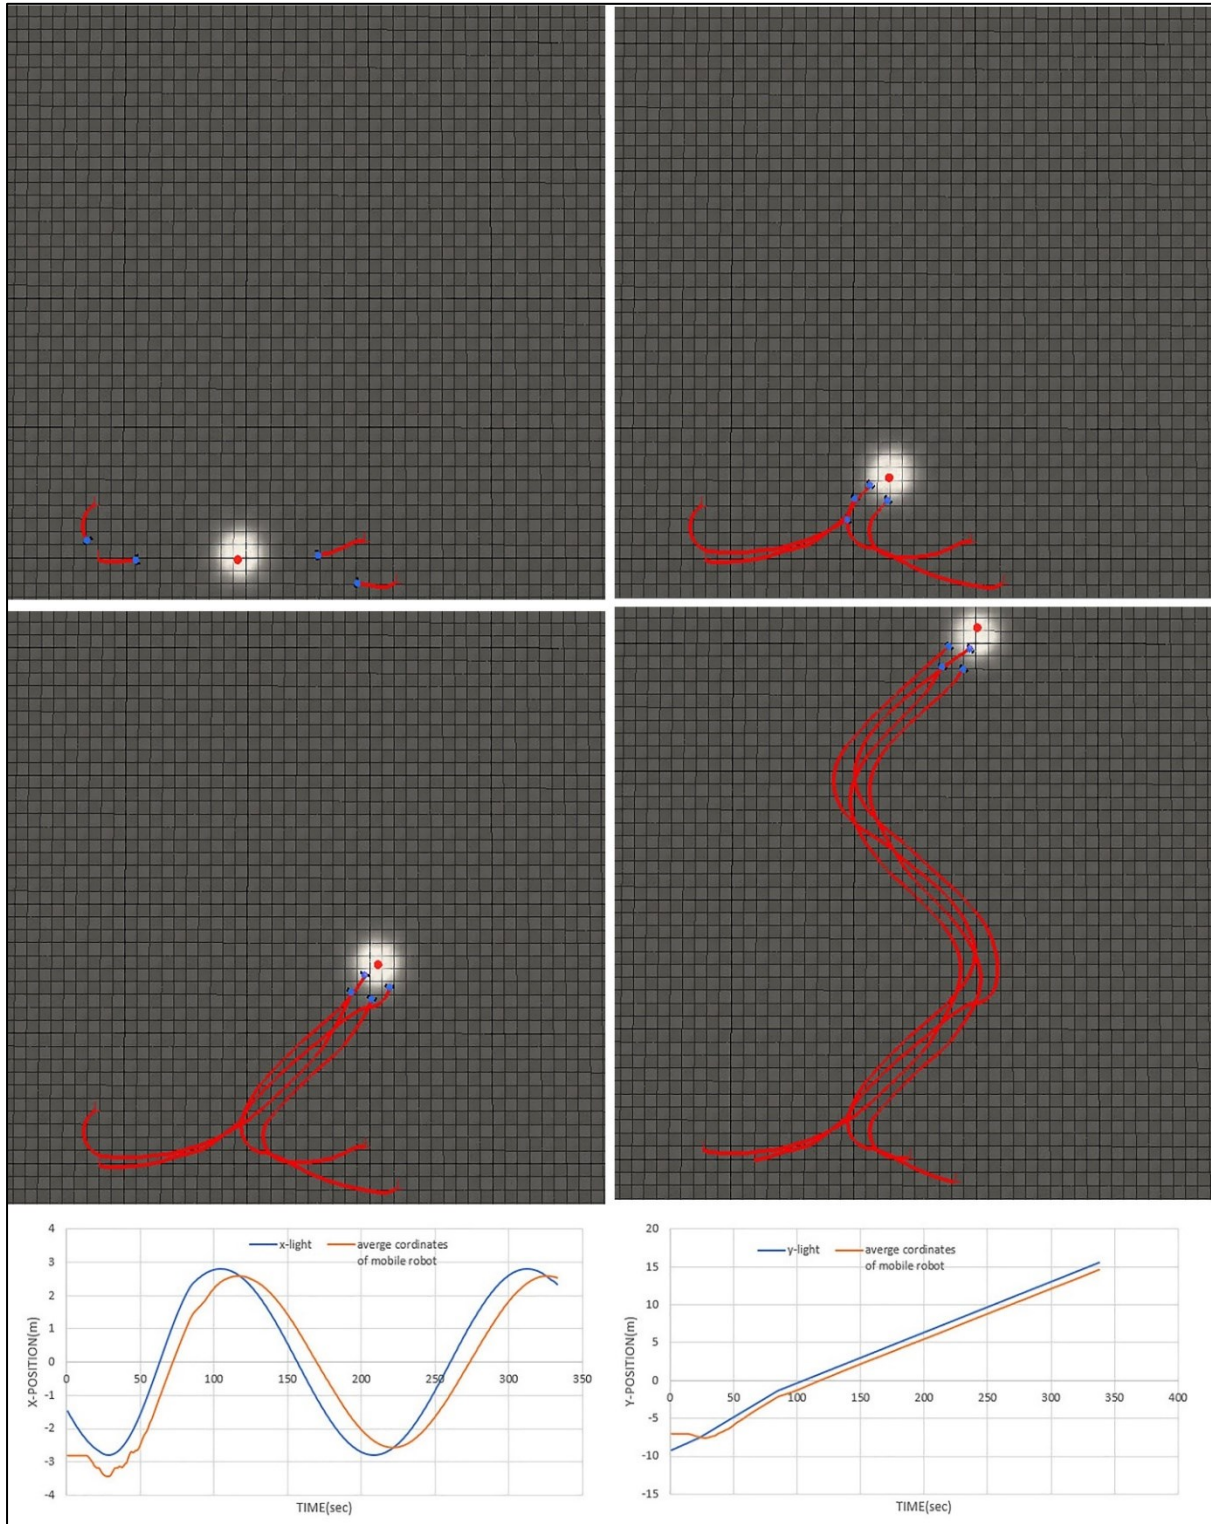 4
3
2
1
0
-1
-2
-3
-4
X-POSITION(m)
x-light
averge cordinates
of mobile robot
0 50 100 150 200 250 300 350
TIME(sec)
20
15
10
5
0
-5
-10
-15
Y-POSITION(m)
y-light
averge cordinates
of mobile robot
0 50 100 150 200 250 300 350 400
TIME(sec)